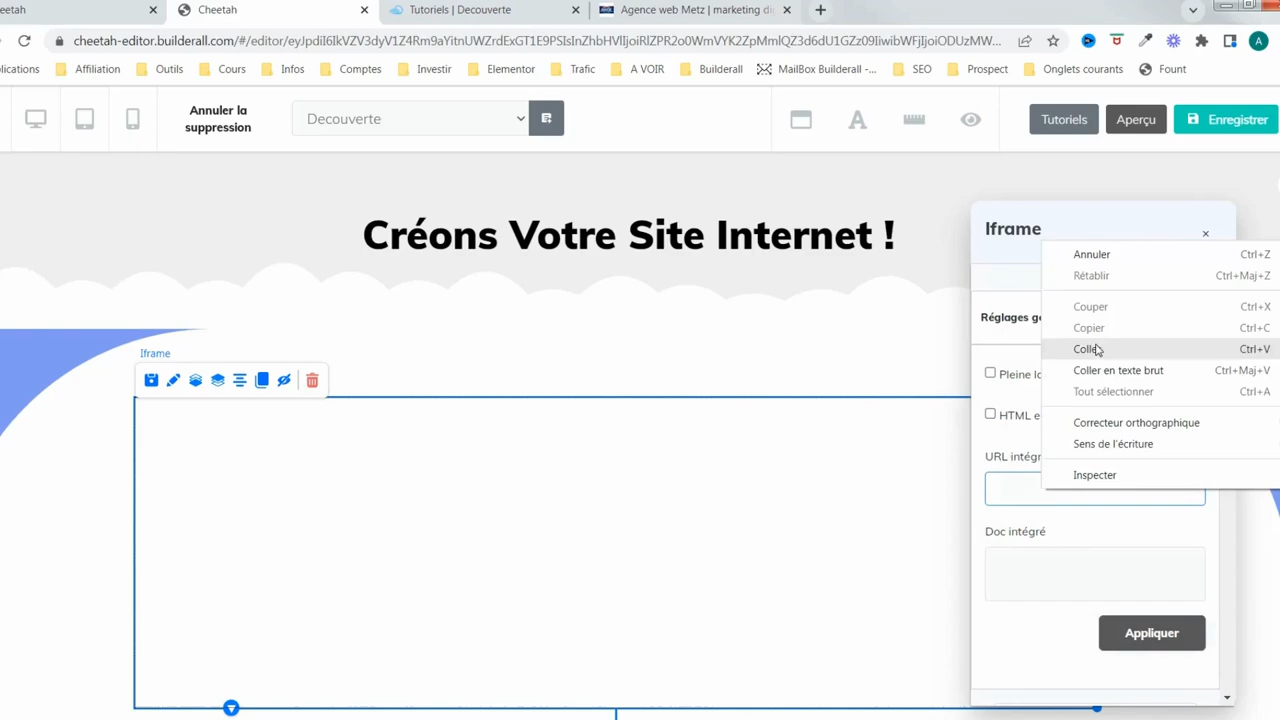 eetah
Cheetah
Tutoriels | Decouverte
Agence web Metz | marketing di
cheetah-editor.builderall.com/#/editor/eyJpdiI6IkVZV3dyV1Z4Rm9aYitnUWZrdExGT1E9PSIsInZhbHVlIjoiRlZPR2o0WmVYK2ZpMmlQZ3d6dU1GZz09IiwibWFjIjoiODUzMW...
A
plications
Affiliation
Outils
Cours
Infos
Comptes
Investir
Elementor
Trafic
A VOIR
Builderall
MailBox Builderall -...
SEO
Prospect
Onglets courants
Fount
Annuler la
suppression
Decouverte
A
Tutoriels
Aperçu
Enregistrer
Créons Votre Site Internet !
Iframe
Iframe
Annuler Ctrl+Z
Rétablir Ctrl+Maj+Z
Couper Ctrl+X
Copier Ctrl+C
Colle Ctrl+V
Coller en texte brut Ctrl+Maj+V
Tout sélectionner Ctrl+A
Correcteur orthographique
Sens de l'écriture
Inspecter
Réglages gé
Pleine la
HTML e
URL intégr
Doc intégré
Appliquer